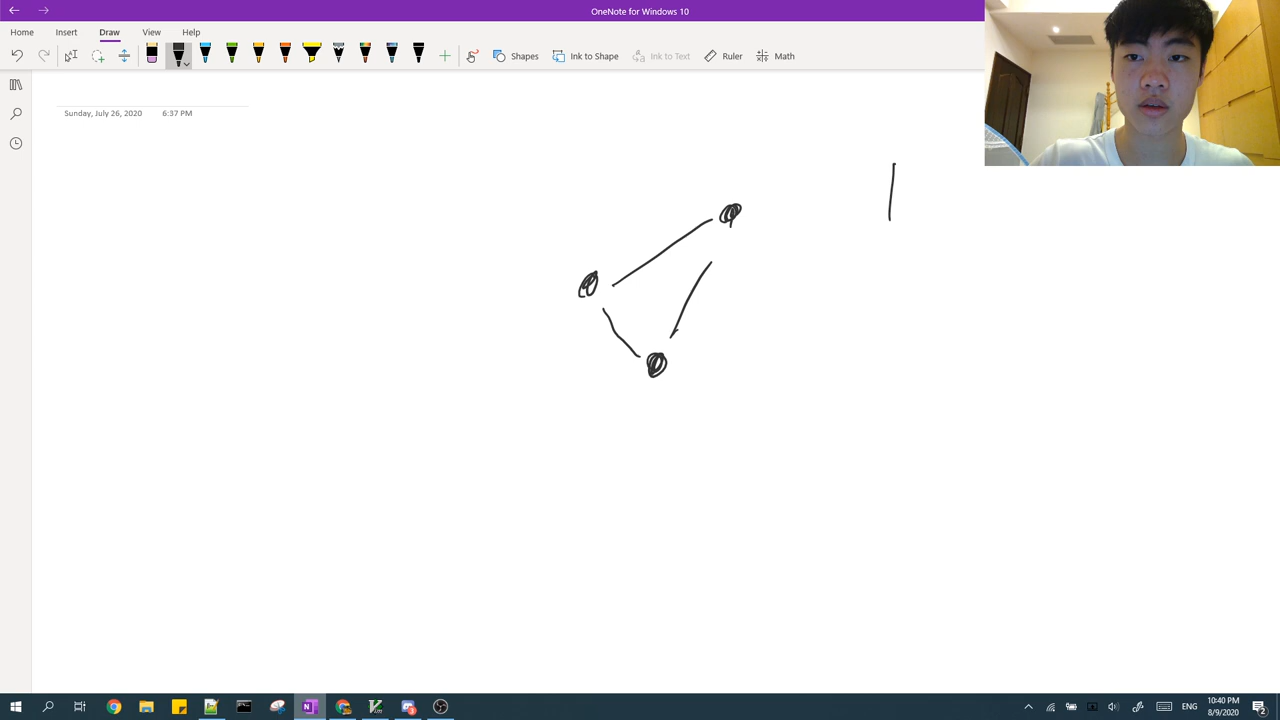 OneNote for Windows 10
Home Insert Draw View Help
Shapes Ink to Shape Ink to Text Ruler Math
Sunday, July 26, 2020 6:37 PM
ENG
10:40 PM
8/9/2020